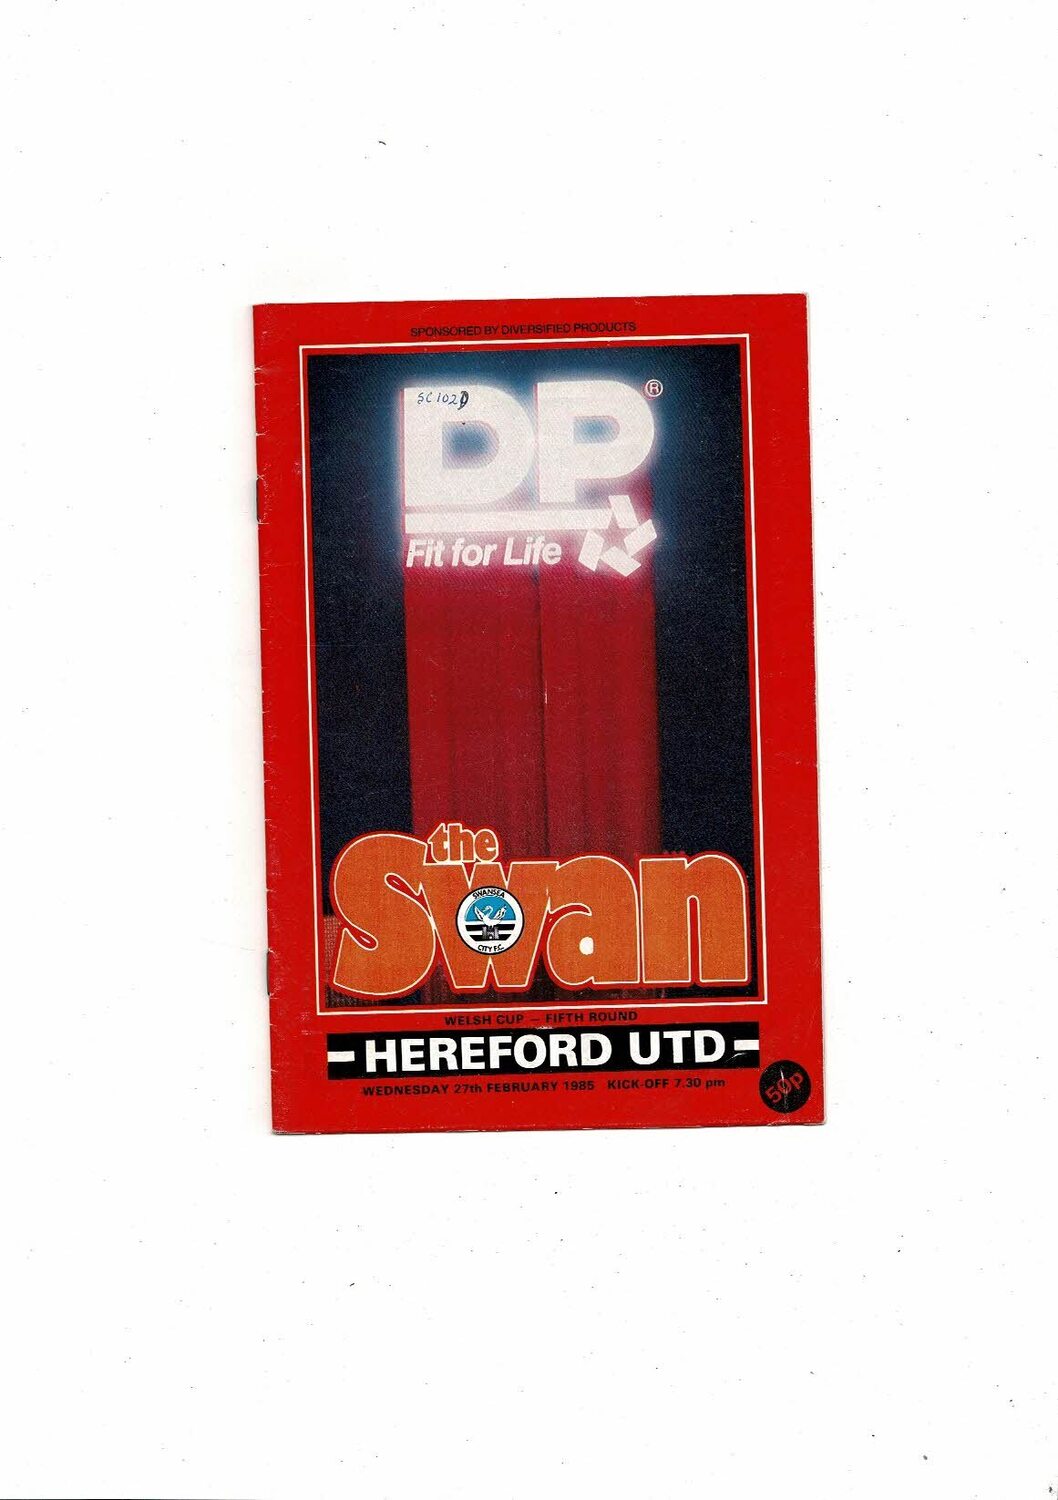 SPONSORED BY DIVERSIFIED PRODUCTS
SC102D
DP®
Fit for Life
the
Swan
SWANSEA
CITY F.C.
WELSH CUP — FIFTH ROUND
- HEREFORD UTD -
WEDNESDAY 27th FEBRUARY 1985 KICK-OFF 7.30 pm
50p